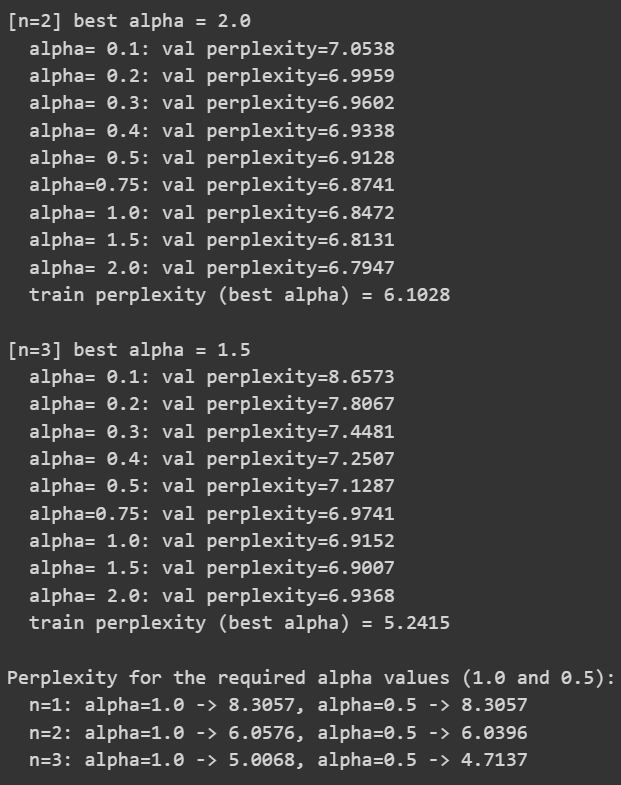 [n=2] best alpha = 2.0
  alpha= 0.1: val perplexity=7.0538
  alpha= 0.2: val perplexity=6.9959
  alpha= 0.3: val perplexity=6.9602
  alpha= 0.4: val perplexity=6.9338
  alpha= 0.5: val perplexity=6.9128
  alpha=0.75: val perplexity=6.8741
  alpha= 1.0: val perplexity=6.8472
  alpha= 1.5: val perplexity=6.8131
  alpha= 2.0: val perplexity=6.7947
  train perplexity (best alpha) = 6.1028

[n=3] best alpha = 1.5
  alpha= 0.1: val perplexity=8.6573
  alpha= 0.2: val perplexity=7.8067
  alpha= 0.3: val perplexity=7.4481
  alpha= 0.4: val perplexity=7.2507
  alpha= 0.5: val perplexity=7.1287
  alpha=0.75: val perplexity=6.9741
  alpha= 1.0: val perplexity=6.9152
  alpha= 1.5: val perplexity=6.9007
  alpha= 2.0: val perplexity=6.9368
  train perplexity (best alpha) = 5.2415

Perplexity for the required alpha values (1.0 and 0.5):
  n=1: alpha=1.0 -> 8.3057, alpha=0.5 -> 8.3057
  n=2: alpha=1.0 -> 6.0576, alpha=0.5 -> 6.0396
  n=3: alpha=1.0 -> 5.0068, alpha=0.5 -> 4.7137